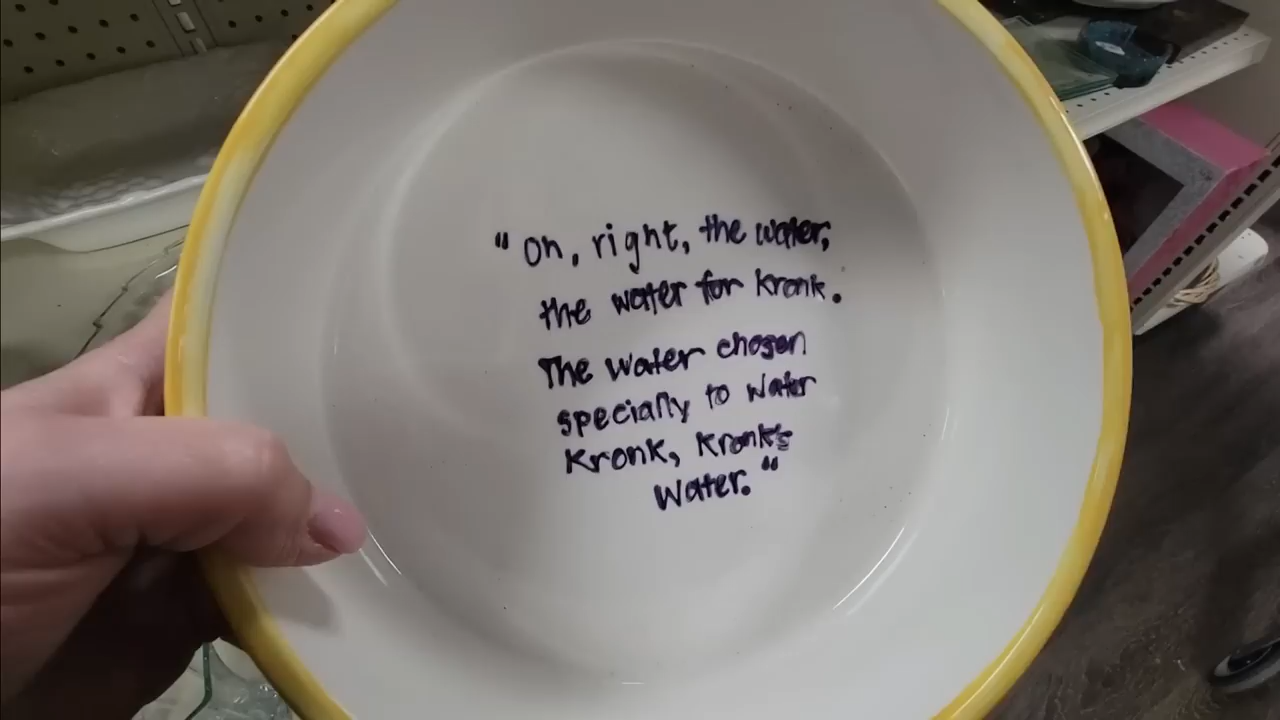 "Oh, right, the water,
the water for Kronk.
The water chosen
specially to water
Kronk, Kronk's
Water."